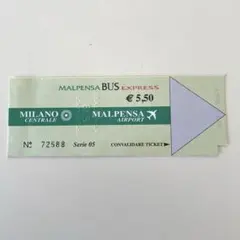 MALPENSA BUS EXPRESS
€ 5,50
MILANO CENTRALE
MALPENSA AIRPORT
Nº 72588 Serie 05 CONVALIDARE TICKET